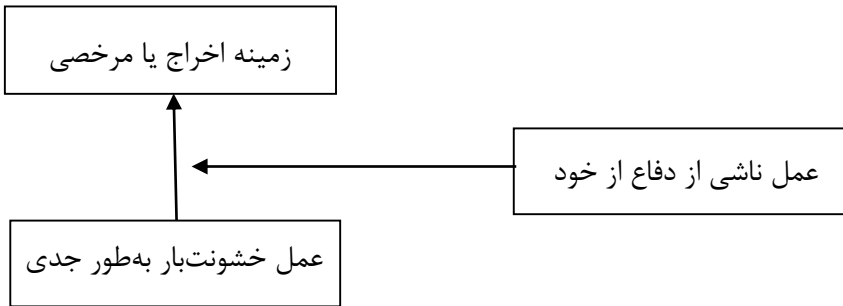 زمینه اخراج یا مرخصی
عمل ناشی از دفاع از خود
عمل خشونت‌بار به‌طور جدی